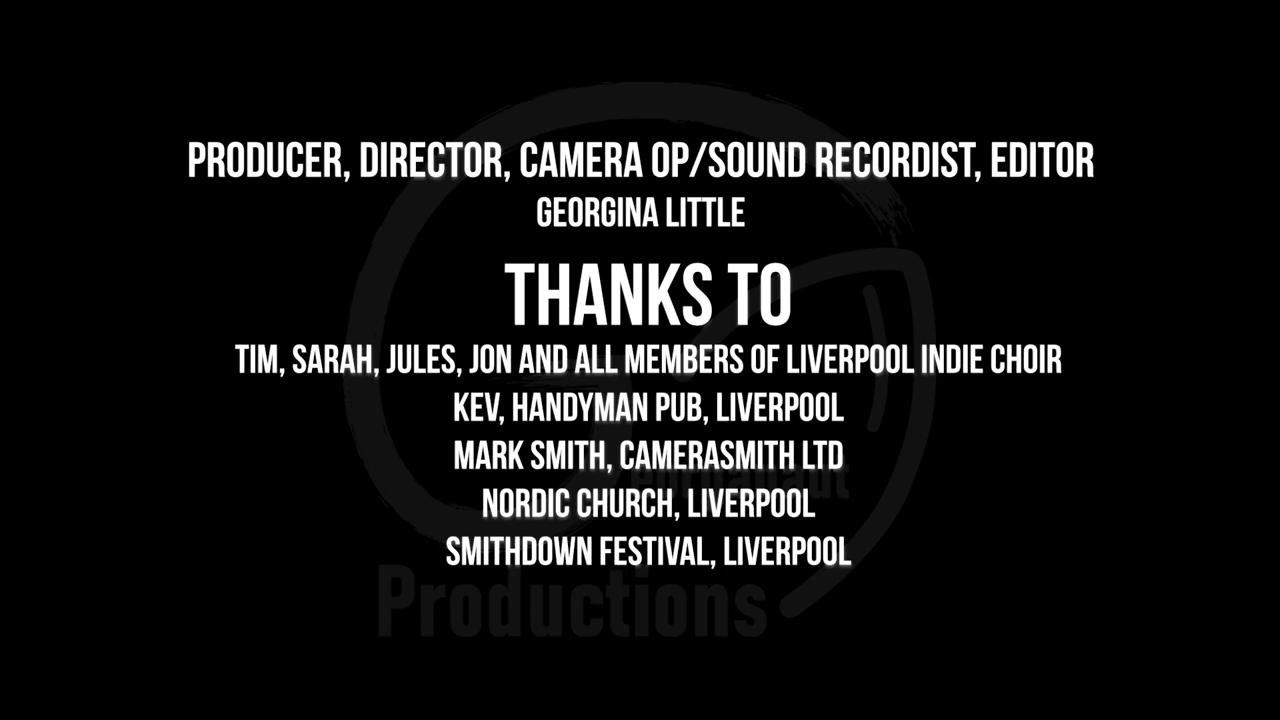 PRODUCER, DIRECTOR, CAMERA OP/SOUND RECORDIST, EDITOR
GEORGINA LITTLE
THANKS TO
TIM, SARAH, JULES, JON AND ALL MEMBERS OF LIVERPOOL INDIE CHOIR
KEV, HANDYMAN PUB, LIVERPOOL
MARK SMITH, CAMERASMITH LTD
NORDIC CHURCH, LIVERPOOL
SMITHDOWN FESTIVAL, LIVERPOOL
Productions